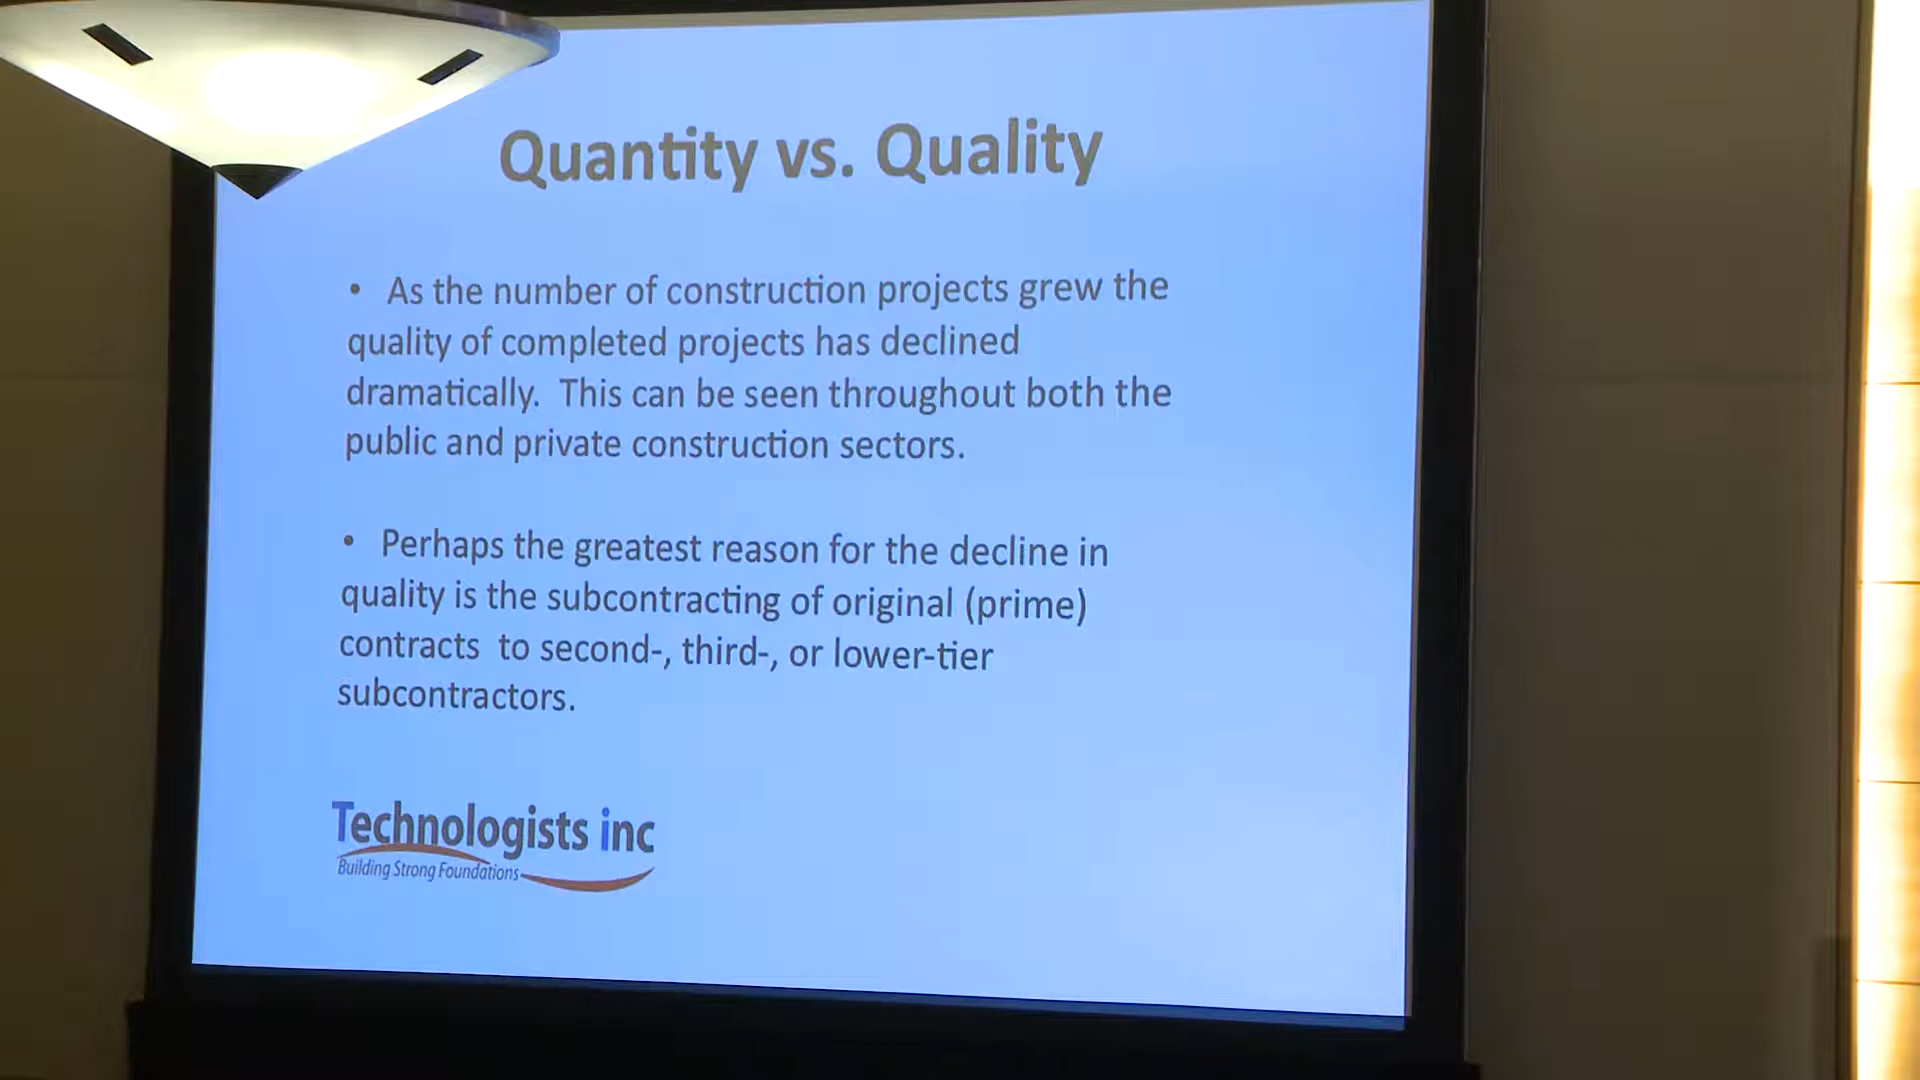 Quantity vs. Quality
• As the number of construction projects grew the
quality of completed projects has declined
dramatically. This can be seen throughout both the
public and private construction sectors.
• Perhaps the greatest reason for the decline in
quality is the subcontracting of original (prime)
contracts to second-, third-, or lower-tier
subcontractors.
Technologists inc
Building Strong Foundations